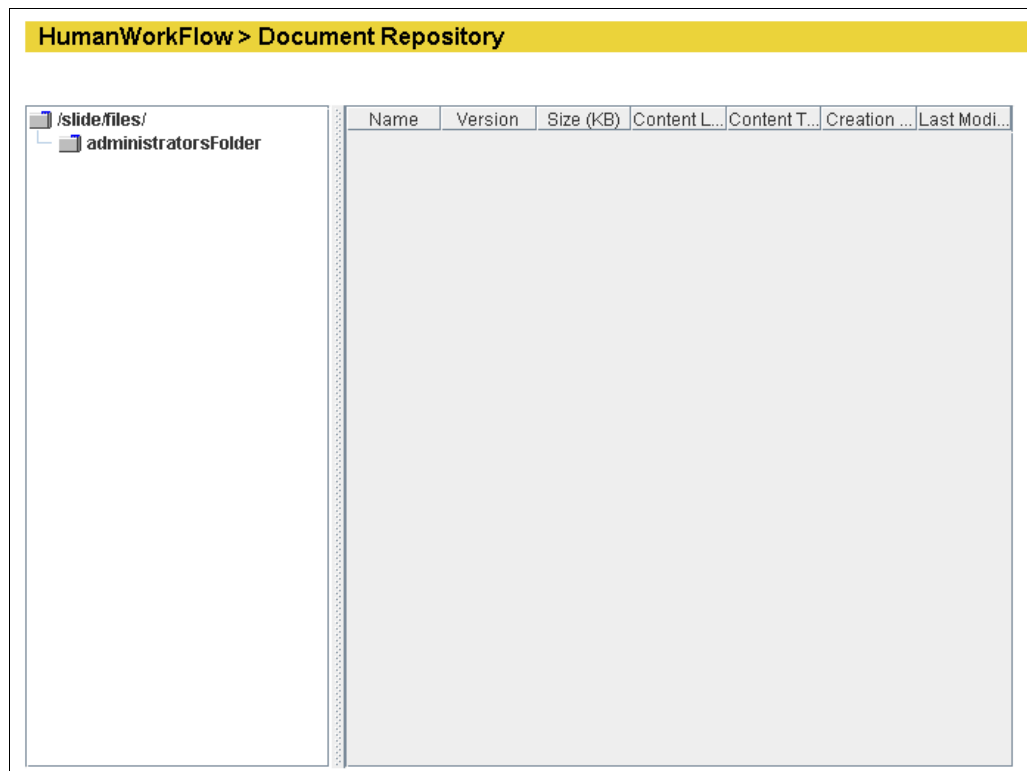 HumanWorkFlow > Document Repository
/slide/files/
administratorsFolder
Name Version Size (KB) Content L... Content T... Creation ... Last Modi...